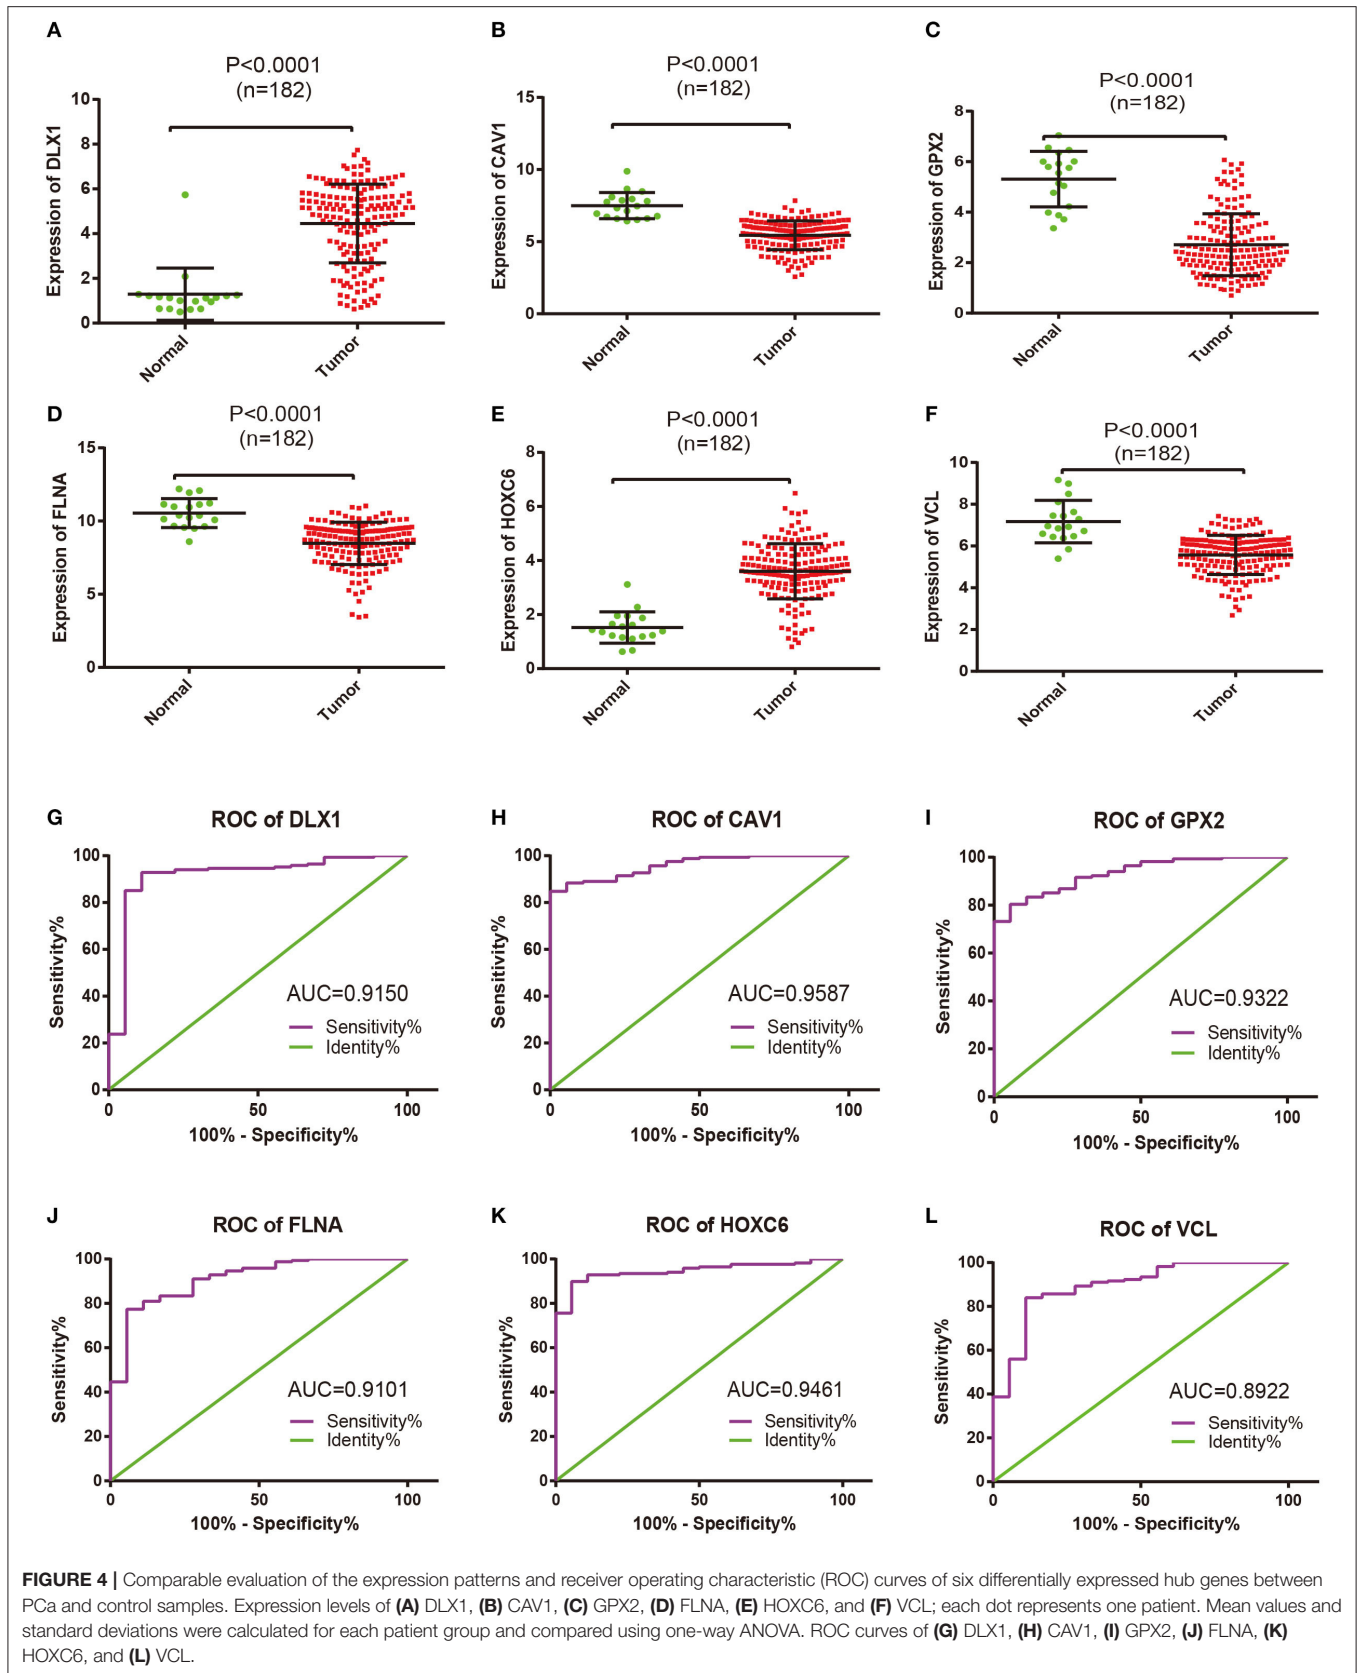 A
P<0.0001
(n=182)
Expression of DLX1
10
8
6
4
2
0
Normal
Tumor
B
P<0.0001
(n=182)
Expression of CAV1
15
10
5
0
Normal
Tumor
C
P<0.0001
(n=182)
Expression of GPX2
8
6
4
2
0
Normal
Tumor
D
P<0.0001
(n=182)
Expression of FLNA
15
10
5
0
Normal
Tumor
E
P<0.0001
(n=182)
Expression of HOXC6
8
6
4
2
0
Normal
Tumor
F
P<0.0001
(n=182)
Expression of VCL
10
8
6
4
2
0
Normal
Tumor
G
ROC of DLX1
Sensitivity%
100
80
60
40
20
0
AUC=0.9150
Sensitivity%
Identity%
0 50 100
100% - Specificity%
H
ROC of CAV1
Sensitivity%
100
80
60
40
20
0
AUC=0.9587
Sensitivity%
Identity%
0 50 100
100% - Specificity%
I
ROC of GPX2
Sensitivity%
100
80
60
40
20
0
AUC=0.9322
Sensitivity%
Identity%
0 50 100
100% - Specificity%
J
ROC of FLNA
Sensitivity%
100
80
60
40
20
0
AUC=0.9101
Sensitivity%
Identity%
0 50 100
100% - Specificity%
K
ROC of HOXC6
Sensitivity%
100
80
60
40
20
0
AUC=0.9461
Sensitivity%
Identity%
0 50 100
100% - Specificity%
L
ROC of VCL
Sensitivity%
100
80
60
40
20
0
AUC=0.8922
Sensitivity%
Identity%
0 50 100
100% - Specificity%
FIGURE 4 | Comparable evaluation of the expression patterns and receiver operating characteristic (ROC) curves of six differentially expressed hub genes between
PCa and control samples. Expression levels of (A) DLX1, (B) CAV1, (C) GPX2, (D) FLNA, (E) HOXC6, and (F) VCL; each dot represents one patient. Mean values and
standard deviations were calculated for each patient group and compared using one-way ANOVA. ROC curves of (G) DLX1, (H) CAV1, (I) GPX2, (J) FLNA, (K)
HOXC6, and (L) VCL.